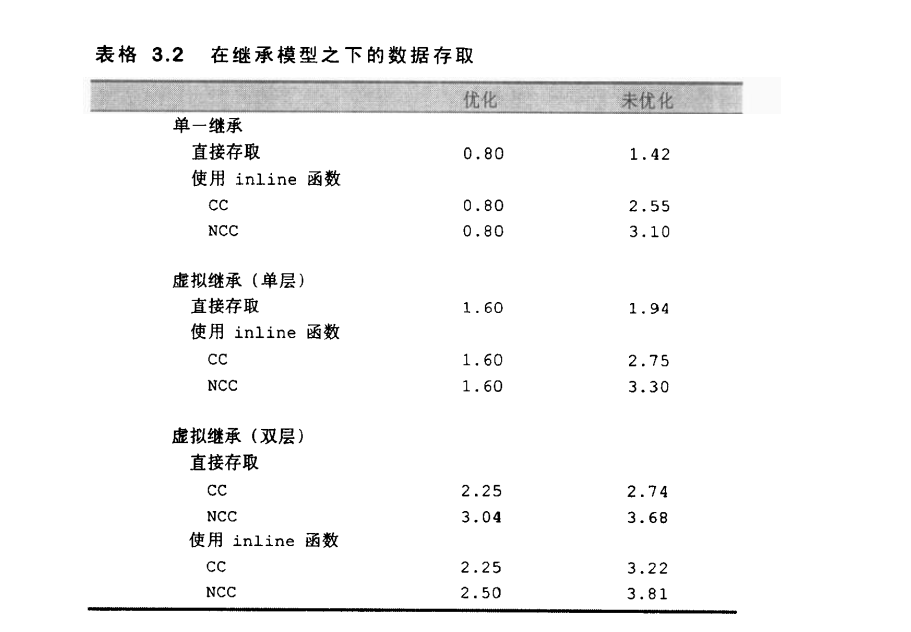 表格 3.2 在继承模型之下的数据存取
优化 未优化
单一继承
直接存取 0.80 1.42
使用 inline 函数
CC 0.80 2.55
NCC 0.80 3.10
虚拟继承（单层）
直接存取 1.60 1.94
使用 inline 函数
CC 1.60 2.75
NCC 1.60 3.30
虚拟继承（双层）
直接存取
CC 2.25 2.74
NCC 3.04 3.68
使用 inline 函数
CC 2.25 3.22
NCC 2.50 3.81